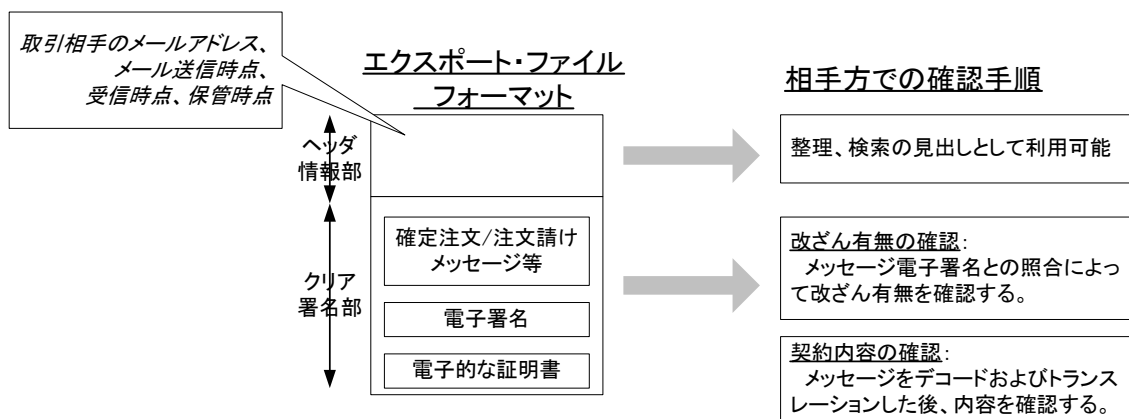 取引相手のメールアドレス、
メール送信時点、
受信時点、保管時点
エクスポート・ファイル
フォーマット
相手方での確認手順
ヘッダ
情報部
整理、検索の見出しとして利用可能
クリア
署名部
確定注文/注文請け
メッセージ等
電子署名
電子的な証明書
改ざん有無の確認:
メッセージ電子署名との照合によっ
て改ざん有無を確認する。
契約内容の確認:
メッセージをデコードおよびトランス
レーションした後、内容を確認する。